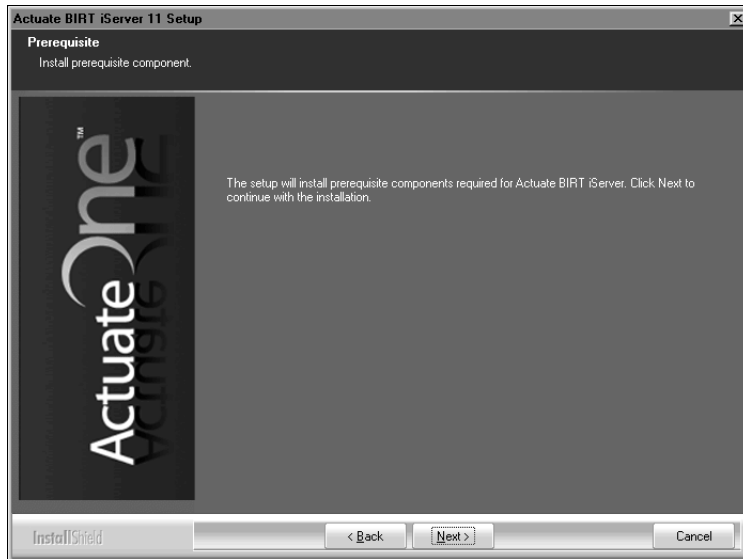 Actuate BIRT iServer 11 Setup
Prerequisite
Install prerequisite component.
ActuateOne™
The setup will install prerequisite components required for Actuate BIRT iServer. Click Next to
continue with the installation.
InstallShield
< Back
Next >
Cancel